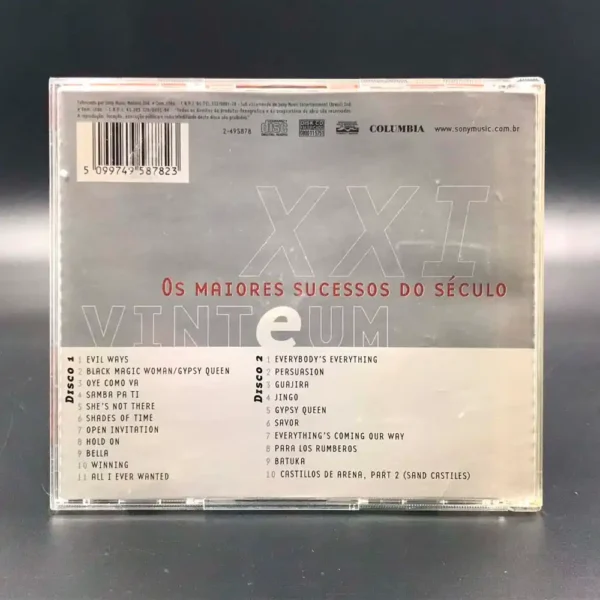 2-495878
COLUMBIA
www.sonymusic.com.br
5 099749 587823
XXI
OS MAIORES SUCESSOS DO SÉCULO
VINTeUM
DISCO 1
1 EVIL WAYS
2 BLACK MAGIC WOMAN/GYPSY QUEEN
3 OYE COMO VA
4 SAMBA PA TI
5 SHE'S NOT THERE
6 SHADES OF TIME
7 OPEN INVITATION
8 HOLD ON
9 BELLA
10 WINNING
11 ALL I EVER WANTED
DISCO 2
1 EVERYBODY'S EVERYTHING
2 PERSUASION
3 GUAJIRA
4 JINGO
5 GYPSY QUEEN
6 SAVOR
7 EVERYTHING'S COMING OUR WAY
8 PARA LOS RUMBEROS
9 BATUKA
10 CASTILLOS DE ARENA, PART 2 (SAND CASTILES)